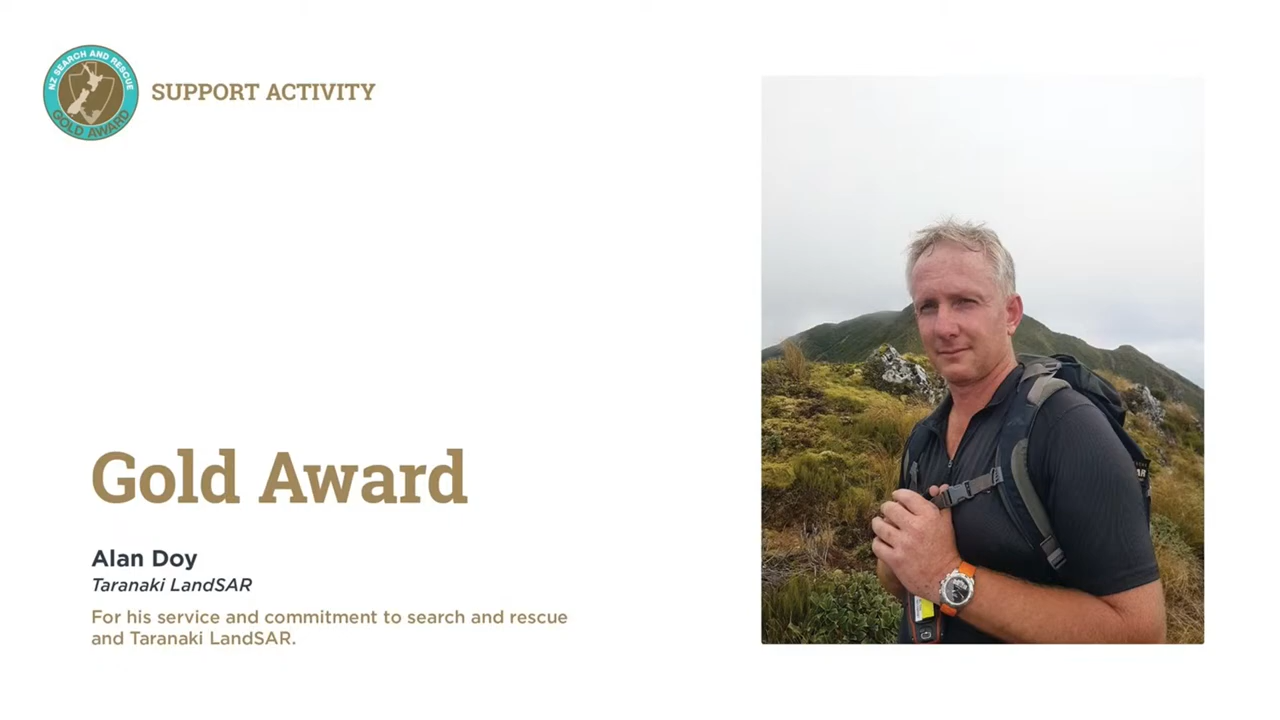 NZ SEARCH AND RESCUE
GOLD AWARD
SUPPORT ACTIVITY
Gold Award
Alan Doy
Taranaki LandSAR
For his service and commitment to search and rescue
and Taranaki LandSAR.